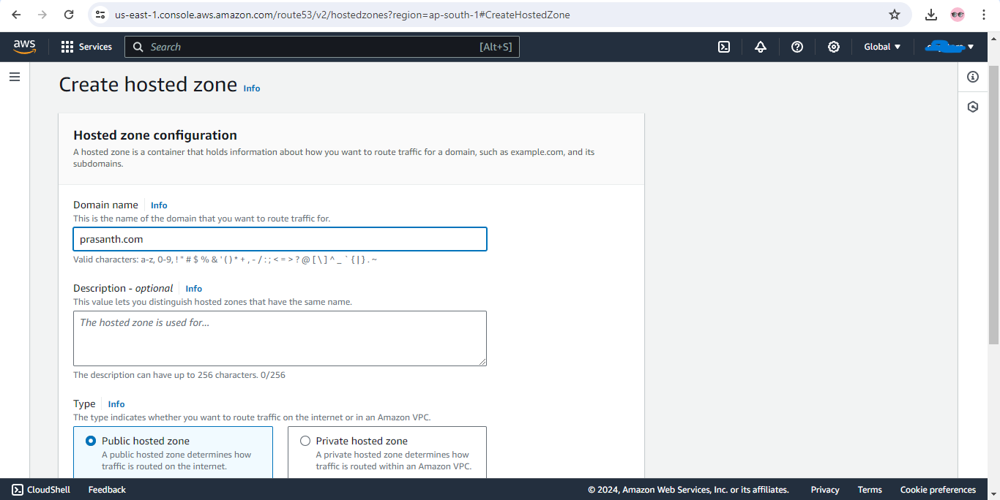 us-east-1.console.aws.amazon.com/route53/v2/hostedzones?region=ap-south-1#CreateHostedZone
aws
Services
Search
[Alt+S]
Global
Create hosted zone
Info
Hosted zone configuration
A hosted zone is a container that holds information about how you want to route traffic for a domain, such as example.com, and its
subdomains.
Domain name
Info
This is the name of the domain that you want to route traffic for.
prasanth.com
Valid characters: a-z, 0-9, ! " # $ % & ' ( ) * + , - / : ; < = > ? @ [ \ ] ^ _ ` { | } . ~
Description - optional
Info
This value lets you distinguish hosted zones that have the same name.
The hosted zone is used for...
The description can have up to 256 characters. 0/256
Type
Info
The type indicates whether you want to route traffic on the internet or in an Amazon VPC.
Public hosted zone
A public hosted zone determines how
traffic is routed on the internet.
Private hosted zone
A private hosted zone determines how
traffic is routed within an Amazon VPC.
CloudShell
Feedback
© 2024, Amazon Web Services, Inc. or its affiliates.
Privacy
Terms
Cookie preferences